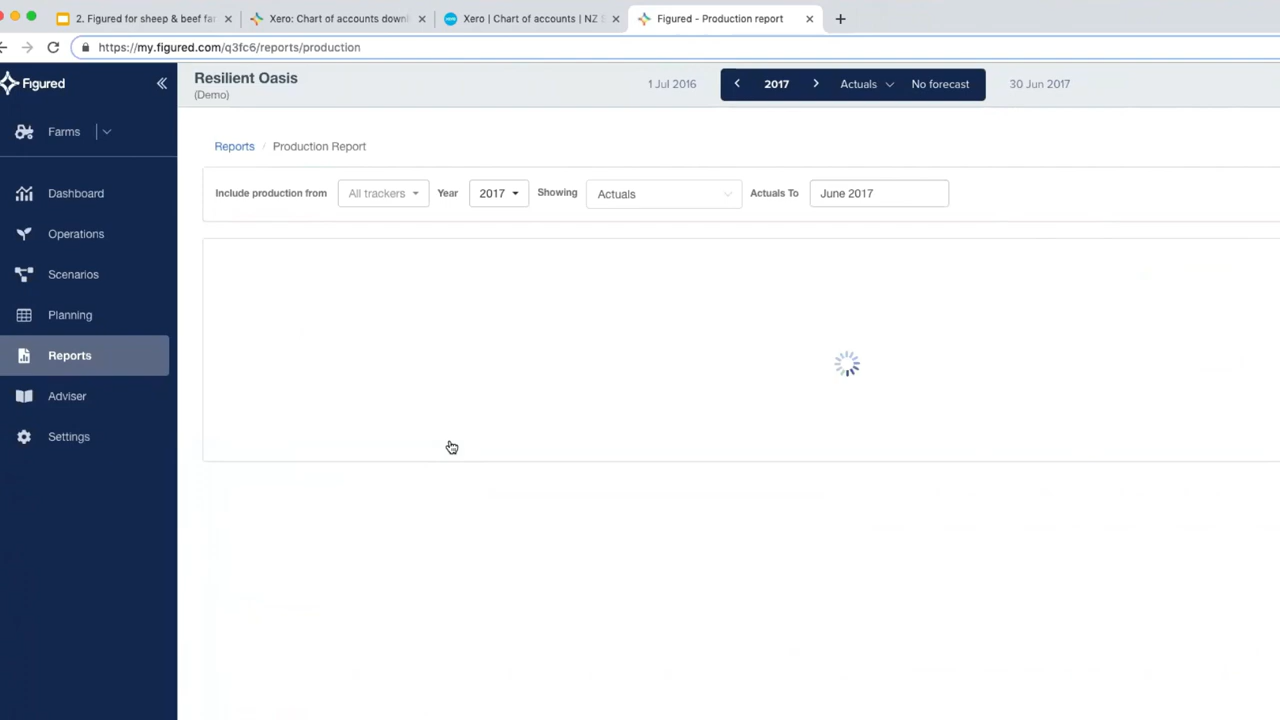 2. Figured for sheep & beef fa
Xero: Chart of accounts downl
Xero | Chart of accounts | NZ
Figured - Production report
https://my.figured.com/q3fc6/reports/production
Figured
Resilient Oasis
(Demo)
1 Jul 2016
2017
Actuals
No forecast
30 Jun 2017
Farms
Reports / Production Report
Include production from
All trackers
Year
2017
Showing
Actuals
Actuals To
June 2017
Dashboard
Operations
Scenarios
Planning
Reports
Adviser
Settings